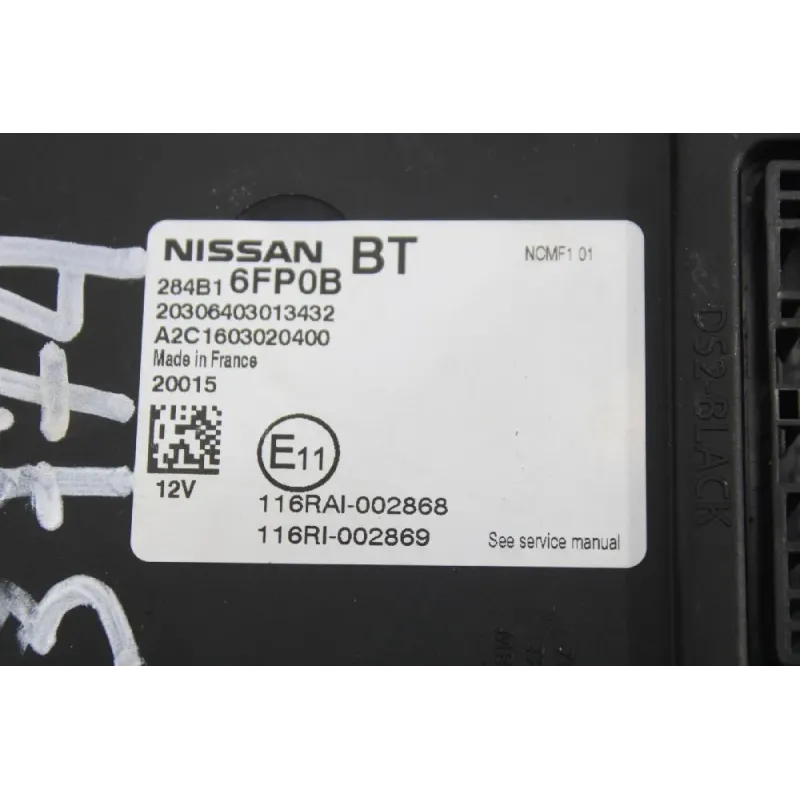 NISSAN BT
NCMF1 01
284B1 6FP0B
20306403013432
A2C1603020400
Made in France
20015
12V
E11
116RAI-002868
116RI-002869
See service manual
DS2-BLACK